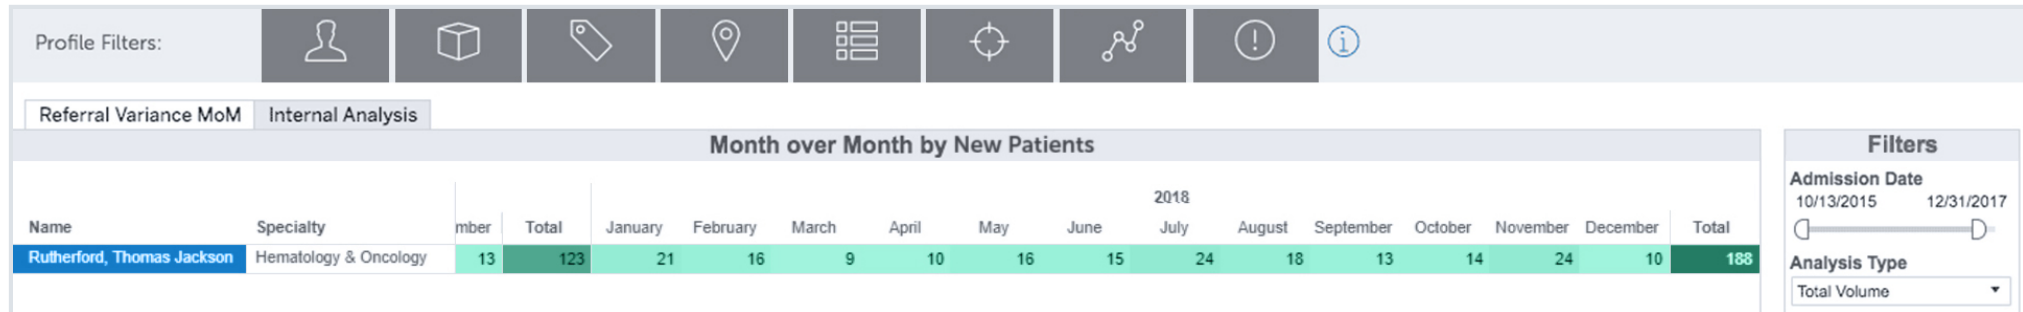 Profile Filters:
Referral Variance MoM Internal Analysis
Month over Month by New Patients
Filters
Admission Date
10/13/2015 12/31/2017
2018
Name Specialty mber Total January February March April May June July August September October November December Total
Rutherford, Thomas Jackson Hematology & Oncology 13 123 21 16 9 10 16 15 24 18 13 14 24 10 188
Analysis Type
Total Volume